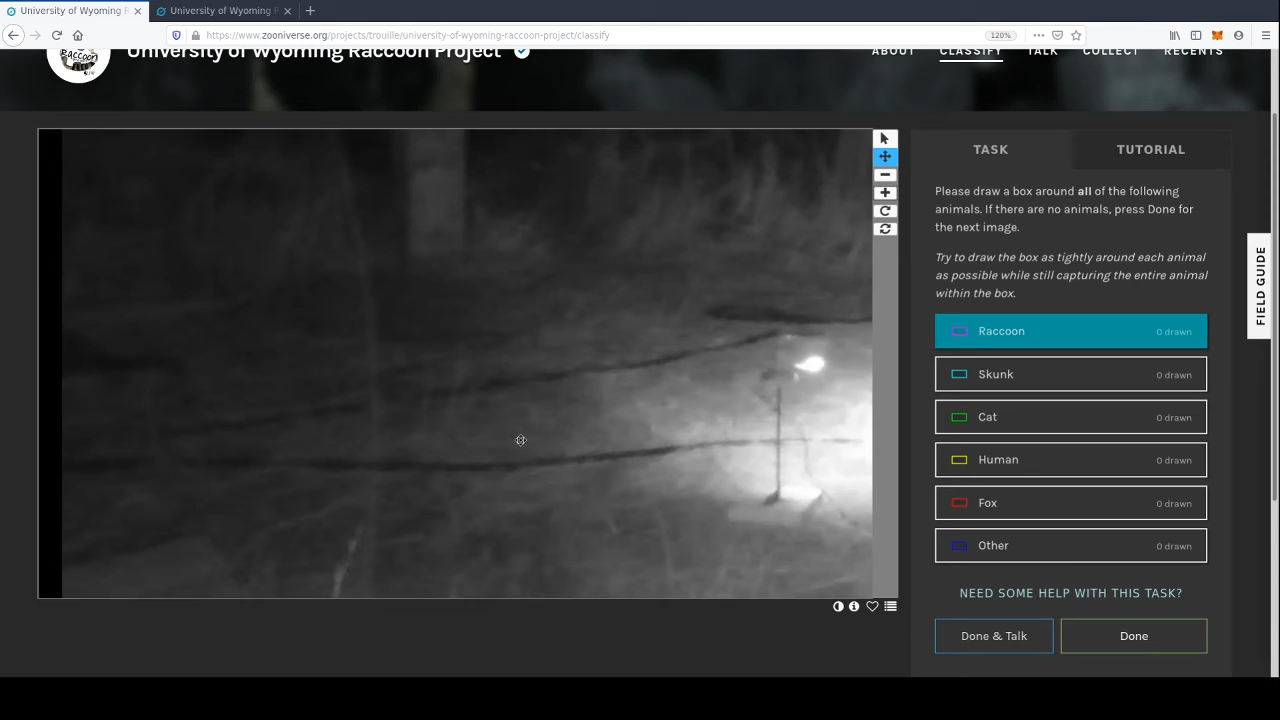 University of Wyoming R
University of Wyoming R
https://www.zooniverse.org/projects/trouille/university-of-wyoming-raccoon-project/classify
120%
University of Wyoming Raccoon Project
ABOUT
CLASSIFY
TALK
COLLECT
RECENTS
TASK
TUTORIAL
Please draw a box around all of the following
animals. If there are no animals, press Done for
the next image.
Try to draw the box as tightly around each animal
as possible while still capturing the entire animal
within the box.
Raccoon 0 drawn
Skunk 0 drawn
Cat 0 drawn
Human 0 drawn
Fox 0 drawn
Other 0 drawn
NEED SOME HELP WITH THIS TASK?
Done & Talk
Done
FIELD GUIDE